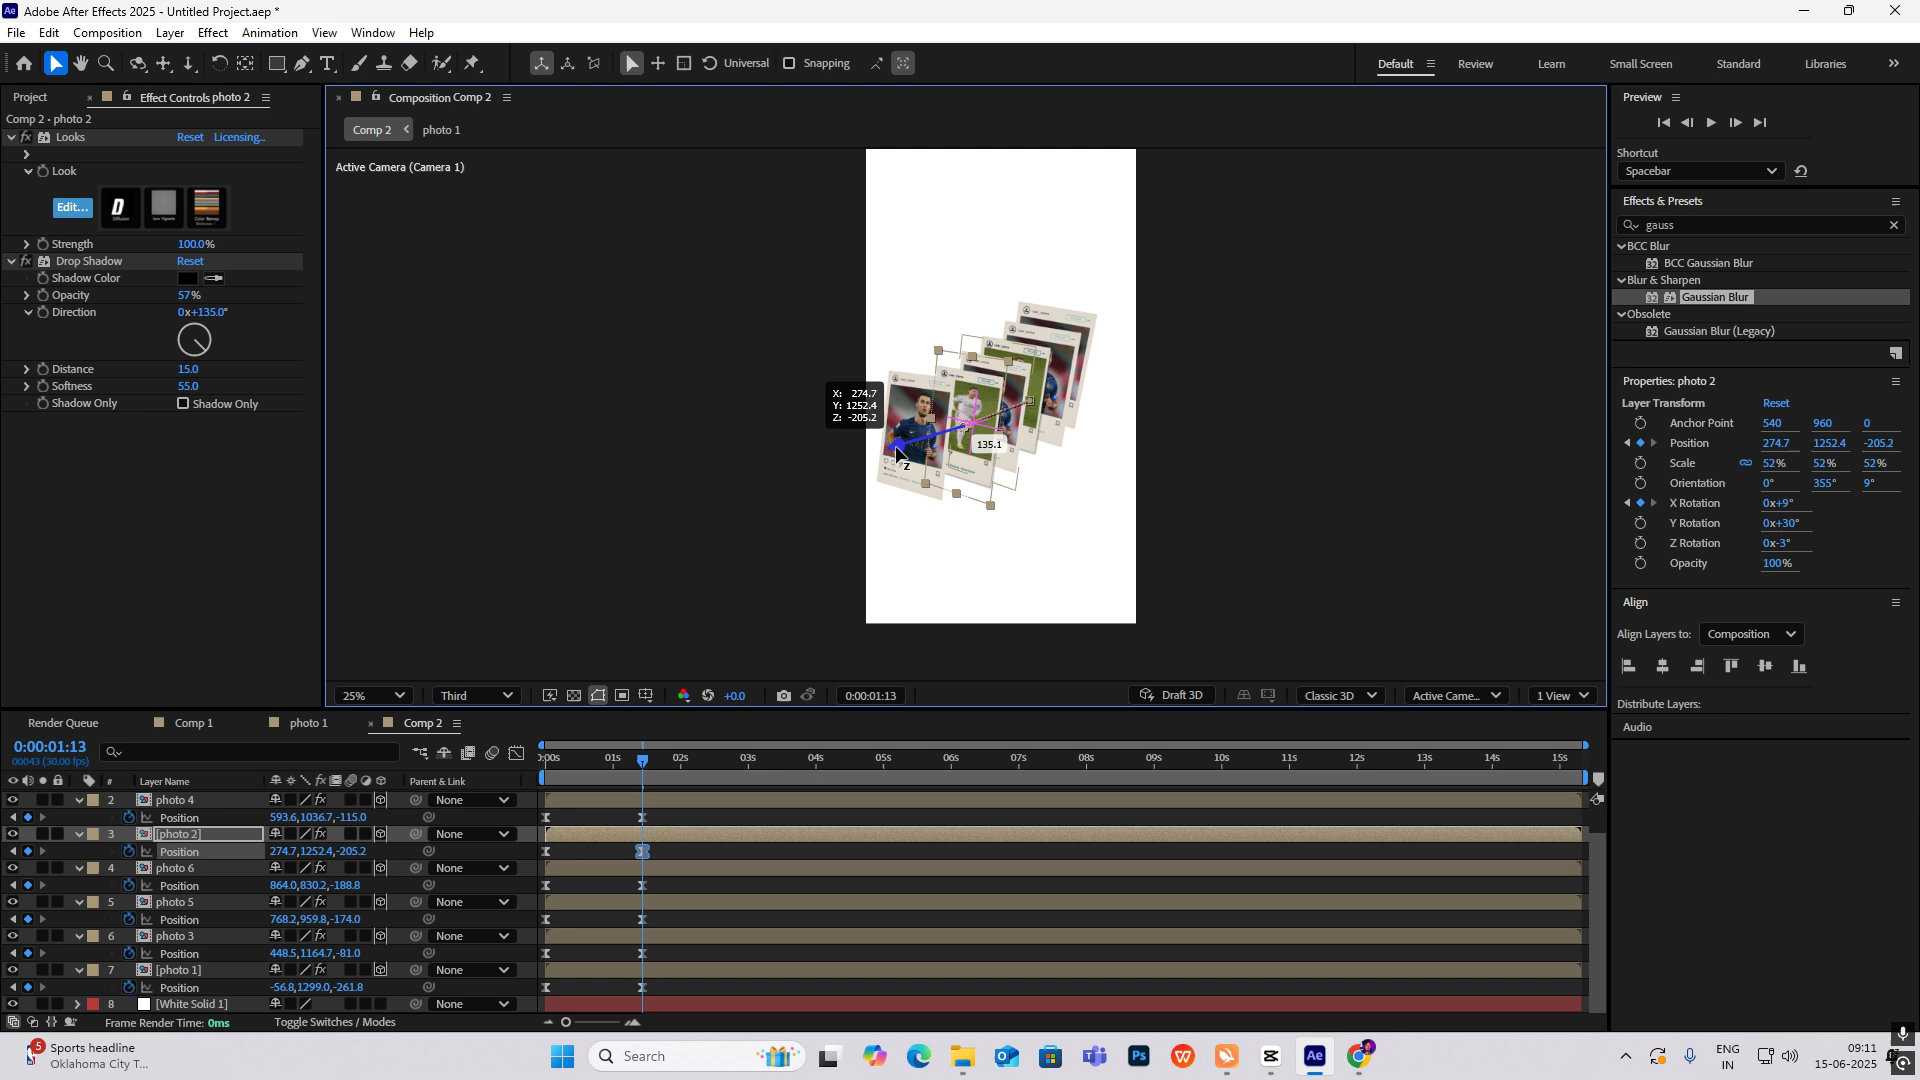 Adobe After Effects 2025 - Untitled Project.aep *
File Edit Composition Layer Effect Animation View Window Help
Universal Snapping Default Review Learn Small Screen Standard Libraries
Project Effect Controls photo 2
Comp 2 • photo 2
Looks Reset Licensing...
Look
Edit...
Strength 100.0%
Drop Shadow Reset
Shadow Color
Opacity 57%
Direction 0x+135.0°
Distance 15.0
Softness 55.0
Shadow Only Shadow Only
Composition Comp 2
Comp 2 photo 1
Active Camera (Camera 1)
X: 274.7
Y: 1252.4
Z: -205.2
135.1
Z
25% Third +0.0 0:00:01:13 Draft 3D Classic 3D Active Came... 1 View
Preview
Shortcut
Spacebar
Effects & Presets
gauss
BCC Blur
BCC Gaussian Blur
Blur & Sharpen
Gaussian Blur
Obsolete
Gaussian Blur (Legacy)
Properties: photo 2
Layer Transform Reset
Anchor Point 540 960 0
Position 274.7 1252.4 -205.2
Scale 52% 52% 52%
Orientation 0° 355° 9°
X Rotation 0x+9°
Y Rotation 0x+30°
Z Rotation 0x-3°
Opacity 100%
Align
Align Layers to: Composition
Distribute Layers:
Audio
Render Queue Comp 1 photo 1 Comp 2
0:00:01:13
00043 (30.00 fps)
# Layer Name Parent & Link
0:00s 01s 02s 03s 04s 05s 06s 07s 08s 09s 10s 11s 12s 13s 14s 15s
2 photo 4 None
Position 593.6,1036.7,-115.0
3 [photo 2] None
Position 274.7,1252.4,-205.2
4 photo 6 None
Position 864.0,830.2,-188.8
5 photo 5 None
Position 768.2,959.8,-174.0
6 photo 3 None
Position 448.5,1164.7,-81.0
7 [photo 1] None
Position -56.8,1299.0,-261.8
8 [White Solid 1] None
Frame Render Time: 0ms Toggle Switches / Modes
5 Sports headline
Oklahoma City T...
Search
ENG
IN
09:11
15-06-2025